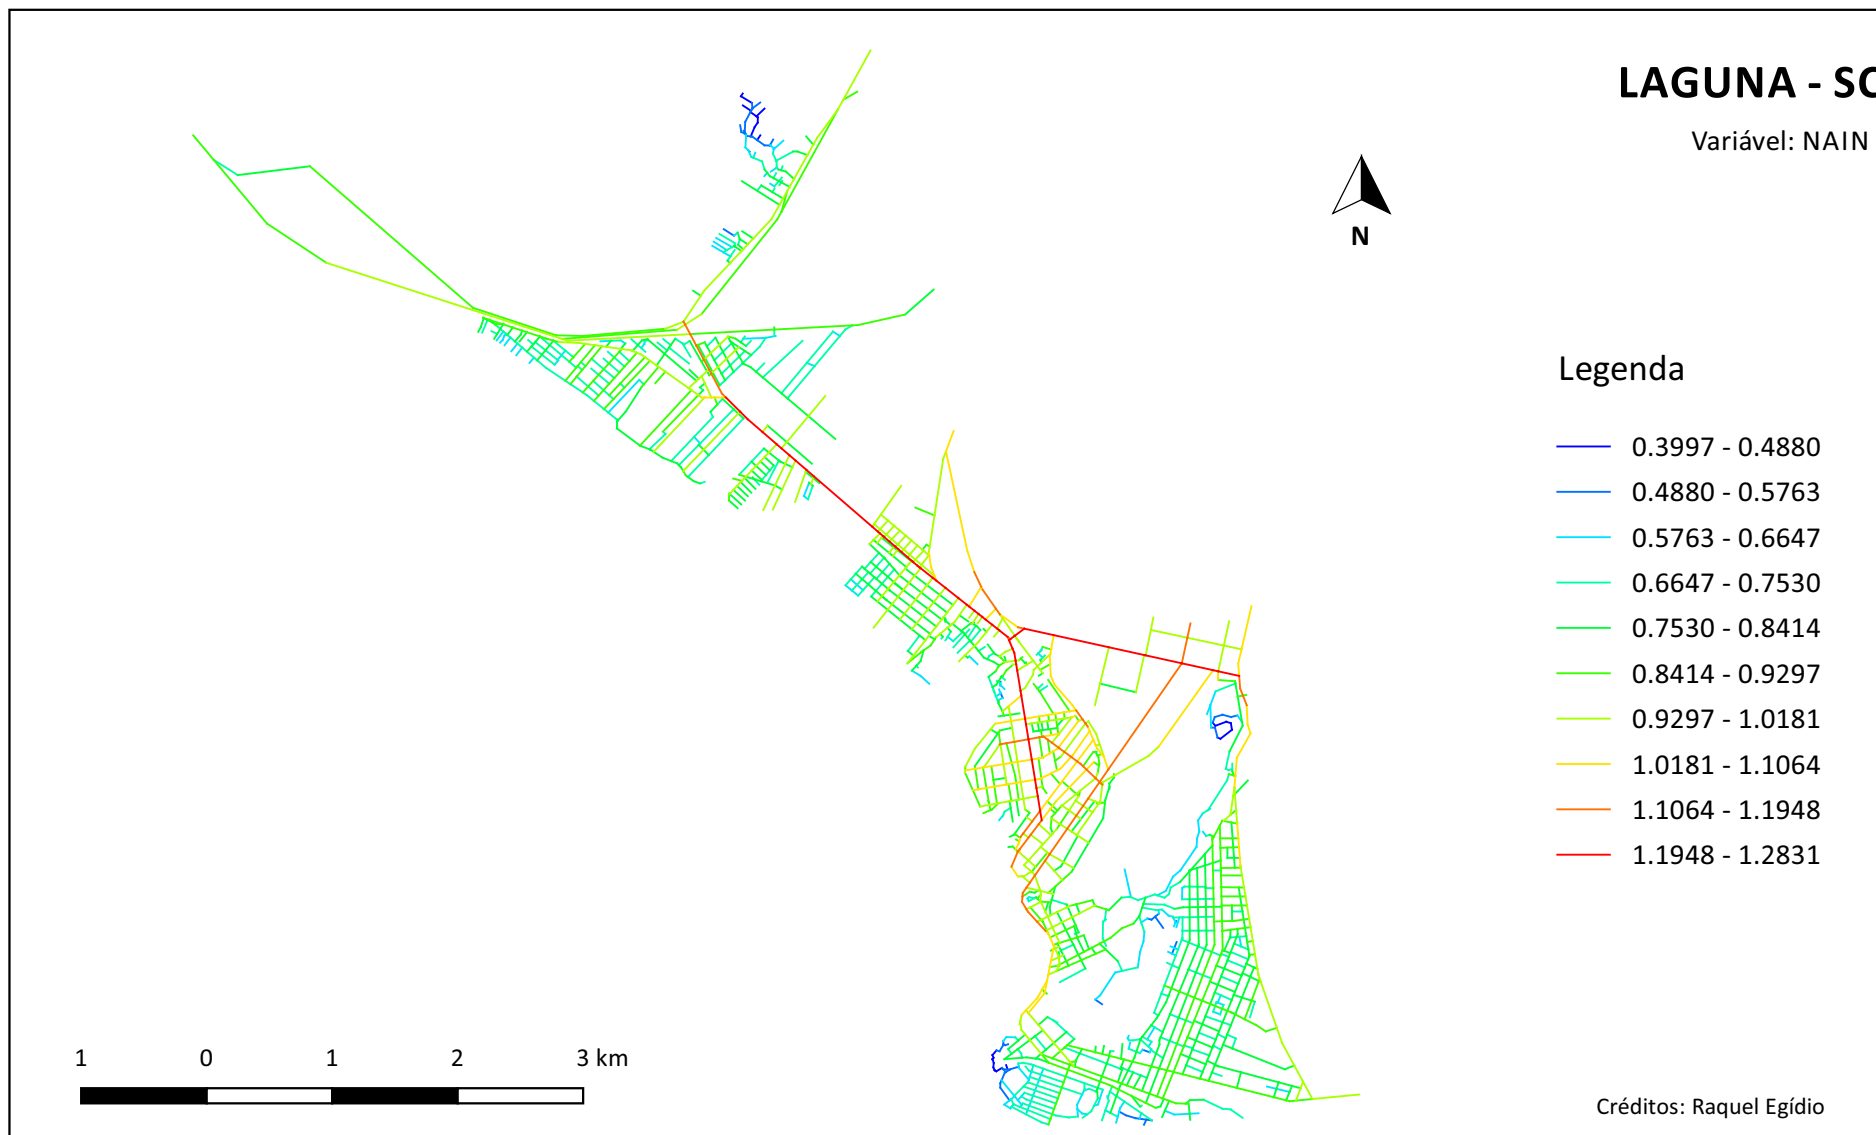 LAGUNA - SC
Variável: NAIN
N
Legenda
0.3997 - 0.4880
0.4880 - 0.5763
0.5763 - 0.6647
0.6647 - 0.7530
0.7530 - 0.8414
0.8414 - 0.9297
0.9297 - 1.0181
1.0181 - 1.1064
1.1064 - 1.1948
1.1948 - 1.2831
1 0 1 2 3 km
Créditos: Raquel Egídio